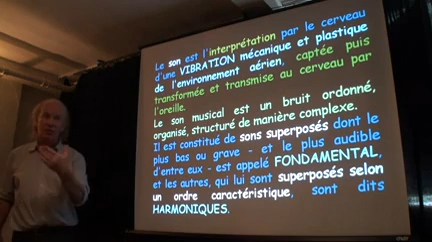 Le son est l'interprétation par le cerveau
d'une VIBRATION mécanique et plastique
de l'environnement aérien, captée puis
transformée et transmise au cerveau par
l'oreille.
Le son musical est un bruit ordonné,
organisé, structuré de manière complexe.
Il est constitué de sons superposés dont le
plus bas ou grave - et le plus audible
d'entre eux - est appelé FONDAMENTAL,
et les autres, qui lui sont superposés selon
un ordre caractéristique, sont dits
HARMONIQUES.